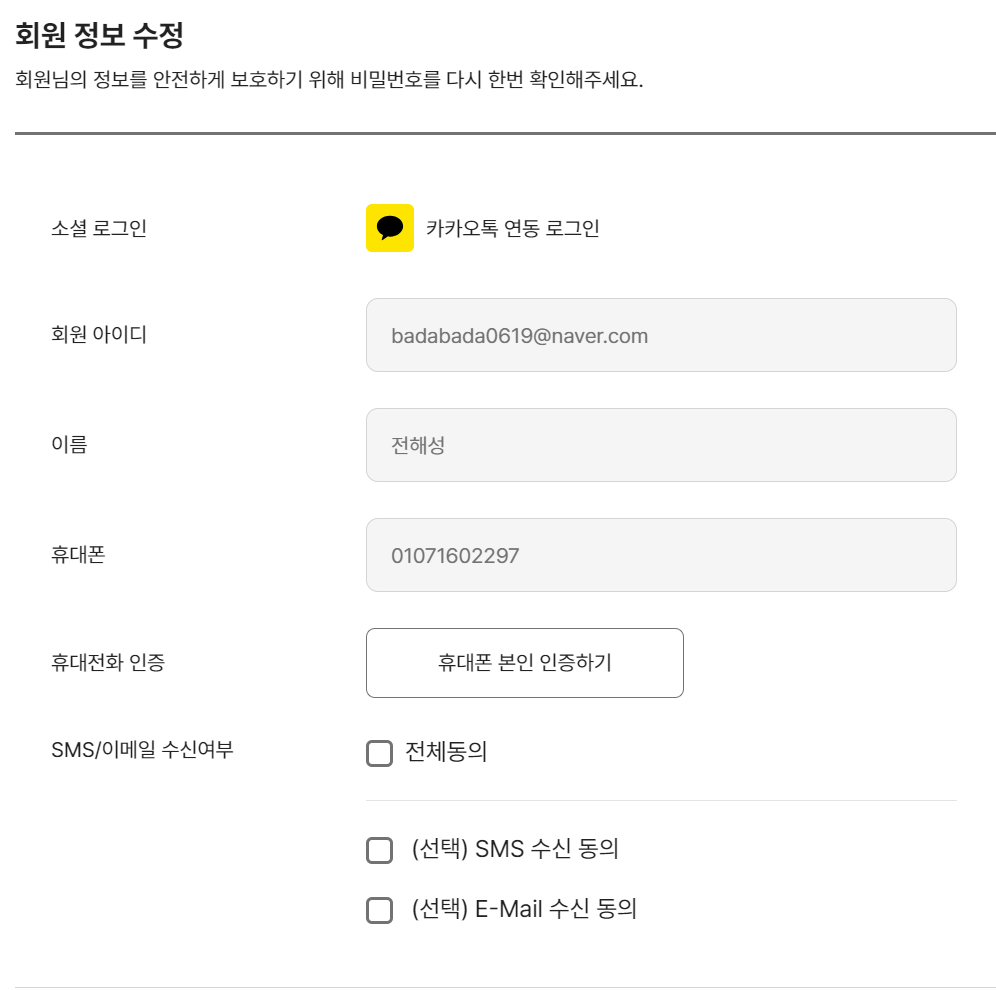 회원 정보 수정
회원님의 정보를 안전하게 보호하기 위해 비밀번호를 다시 한번 확인해주세요.
소셜 로그인
카카오톡 연동 로그인
회원 아이디
badabada0619@naver.com
이름
전해성
휴대폰
01071602297
휴대전화 인증
휴대폰 본인 인증하기
SMS/이메일 수신여부
전체동의
(선택) SMS 수신 동의
(선택) E-Mail 수신 동의